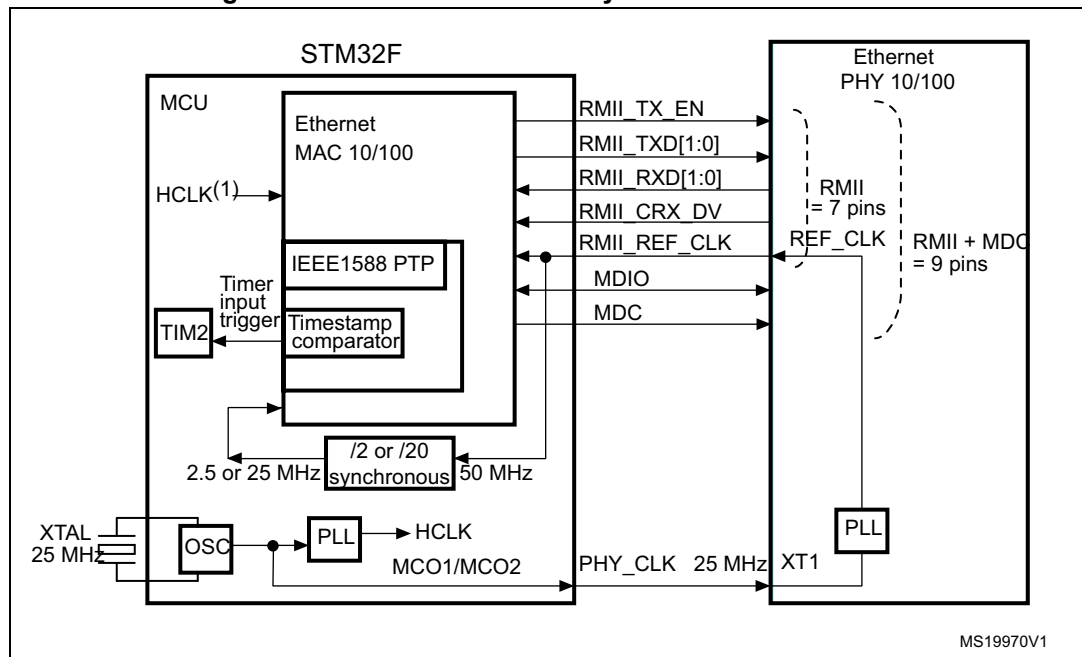 STM32F
MCU
Ethernet
MAC 10/100
HCLK(1)
IEEE1588 PTP
Timer
input
trigger
TIM2
Timestamp
comparator
/2 or /20
synchronous
2.5 or 25 MHz
50 MHz
XTAL
25 MHz
OSC
PLL
HCLK
MCO1/MCO2
RMII_TX_EN
RMII_TXD[1:0]
RMII_RXD[1:0]
RMII_CRX_DV
RMII_REF_CLK
MDIO
MDC
PHY_CLK 25 MHz
Ethernet
PHY 10/100
RMII
= 7 pins
REF_CLK
RMII + MDC
= 9 pins
PLL
XT1
MS19970V1